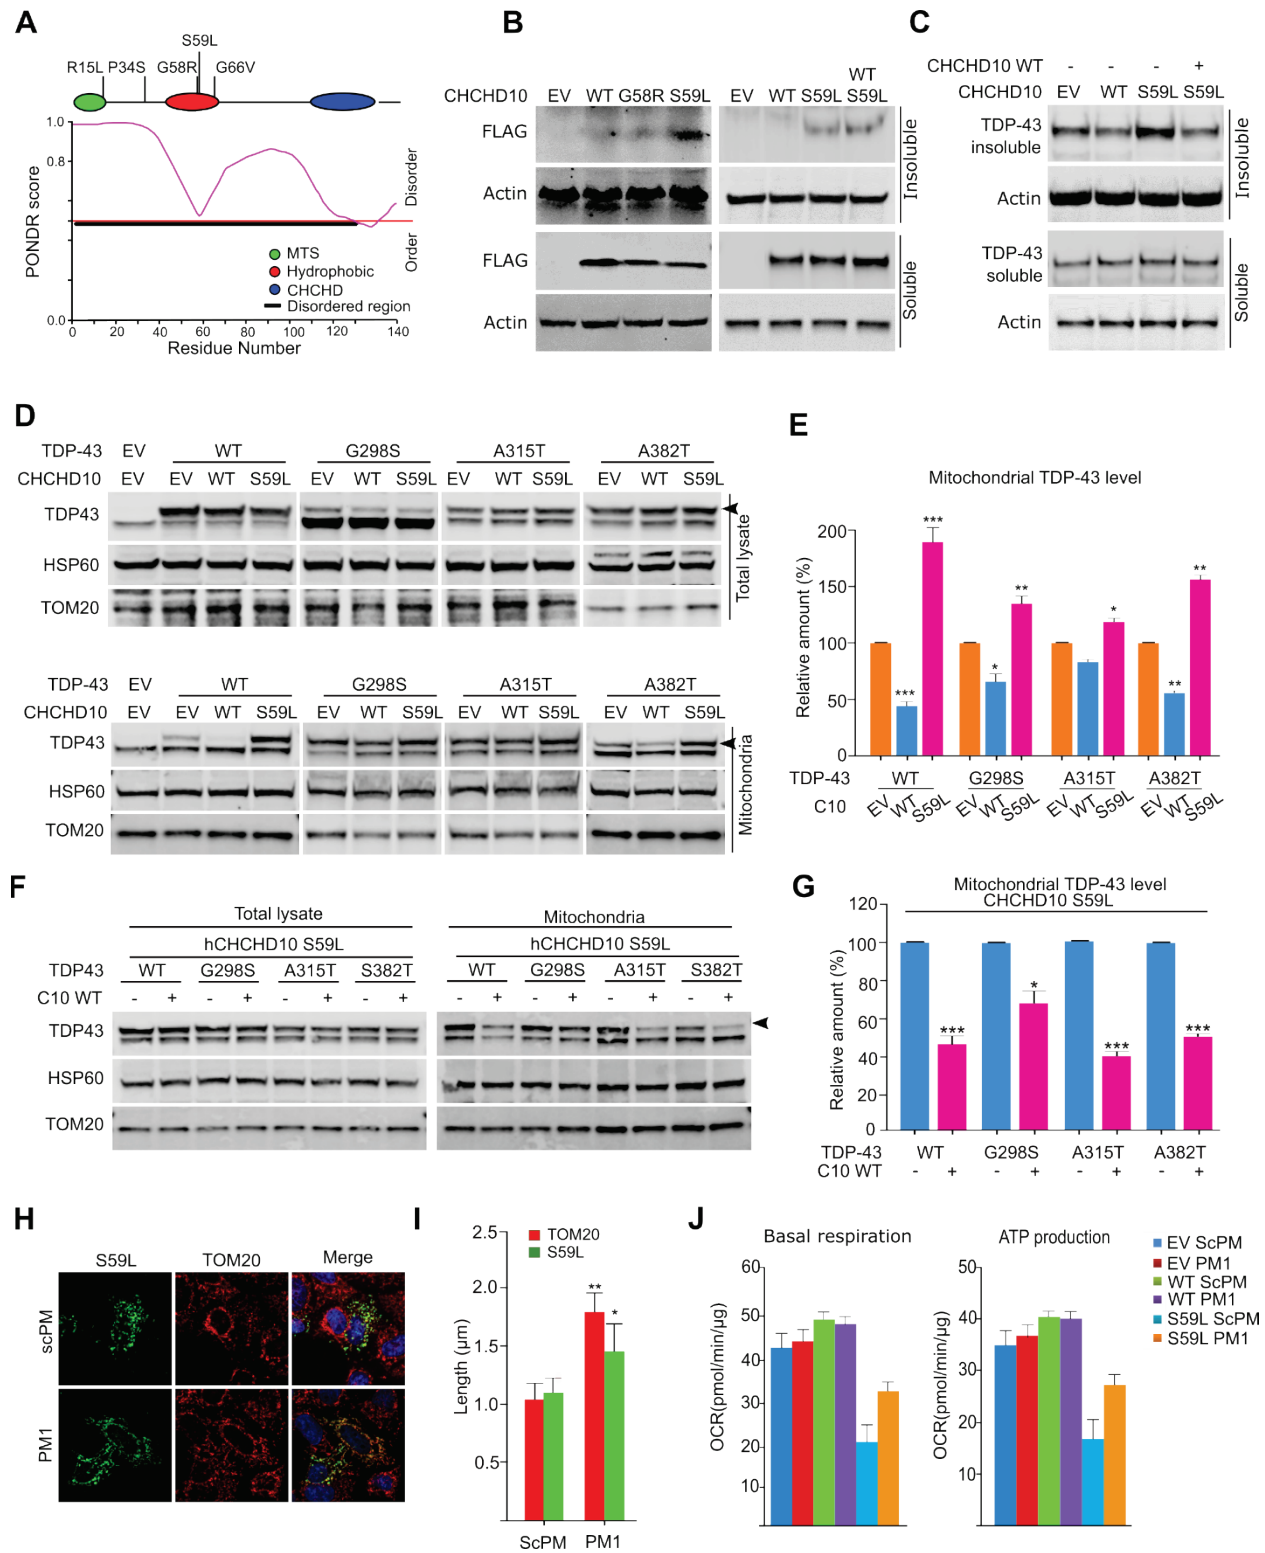 A
S59L
R15L P34S G58R G66V
1.0
0.8
0.0
PONDR score
Disorder
Order
MTS
Hydrophobic
CHCHD
Disordered region
0 20 40 60 80 100 120 140
Residue Number
B
WT
CHCHD10 EV WT G58R S59L EV WT S59L S59L
FLAG
Actin
Insoluble
FLAG
Actin
Soluble
C
CHCHD10 WT - - - +
CHCHD10 EV WT S59L S59L
TDP-43
insoluble
Actin
Insoluble
TDP-43
soluble
Actin
Soluble
D
TDP-43 EV WT G298S A315T A382T
CHCHD10 EV EV WT S59L EV WT S59L EV WT S59L EV WT S59L
TDP43
HSP60
TOM20
Total lysate
TDP-43 EV WT G298S A315T A382T
CHCHD10 EV EV WT S59L EV WT S59L EV WT S59L EV WT S59L
TDP43
HSP60
TOM20
Mitochondria
E
Mitochondrial TDP-43 level
Relative amount (%)
200
150
100
50
0
*** *** * ** * ** **
TDP-43 WT G298S A315T A382T
C10 EV WT S59L EV WT S59L EV WT S59L EV WT S59L
F
Total lysate Mitochondria
hCHCHD10 S59L hCHCHD10 S59L
TDP43 WT G298S A315T S382T WT G298S A315T S382T
C10 WT - + - + - + - + - + - + - + - +
TDP43
HSP60
TOM20
G
Mitochondrial TDP-43 level
CHCHD10 S59L
Relative amount (%)
120
100
80
60
40
20
0
*** * *** ***
TDP-43 WT G298S A315T A382T
C10 WT - + - + - + - +
H
S59L TOM20 Merge
scPM
PM1
I
TOM20
S59L
Length (µm)
2.5
2.0
1.5
1.0
0.5
** *
ScPM PM1
J
Basal respiration
OCR(pmol/min/µg)
60
50
40
30
20
10
ATP production
OCR(pmol/min/µg)
50
40
30
20
10
EV ScPM
EV PM1
WT ScPM
WT PM1
S59L ScPM
S59L PM1